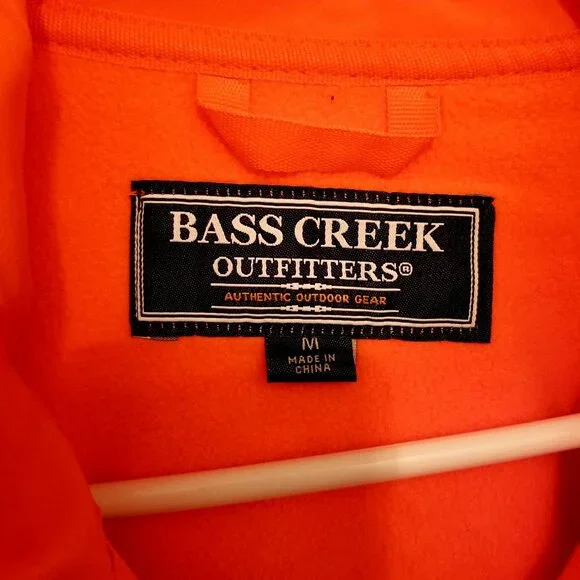 BASS CREEK
OUTFITTERS®
AUTHENTIC OUTDOOR GEAR
M
MADE IN
CHINA